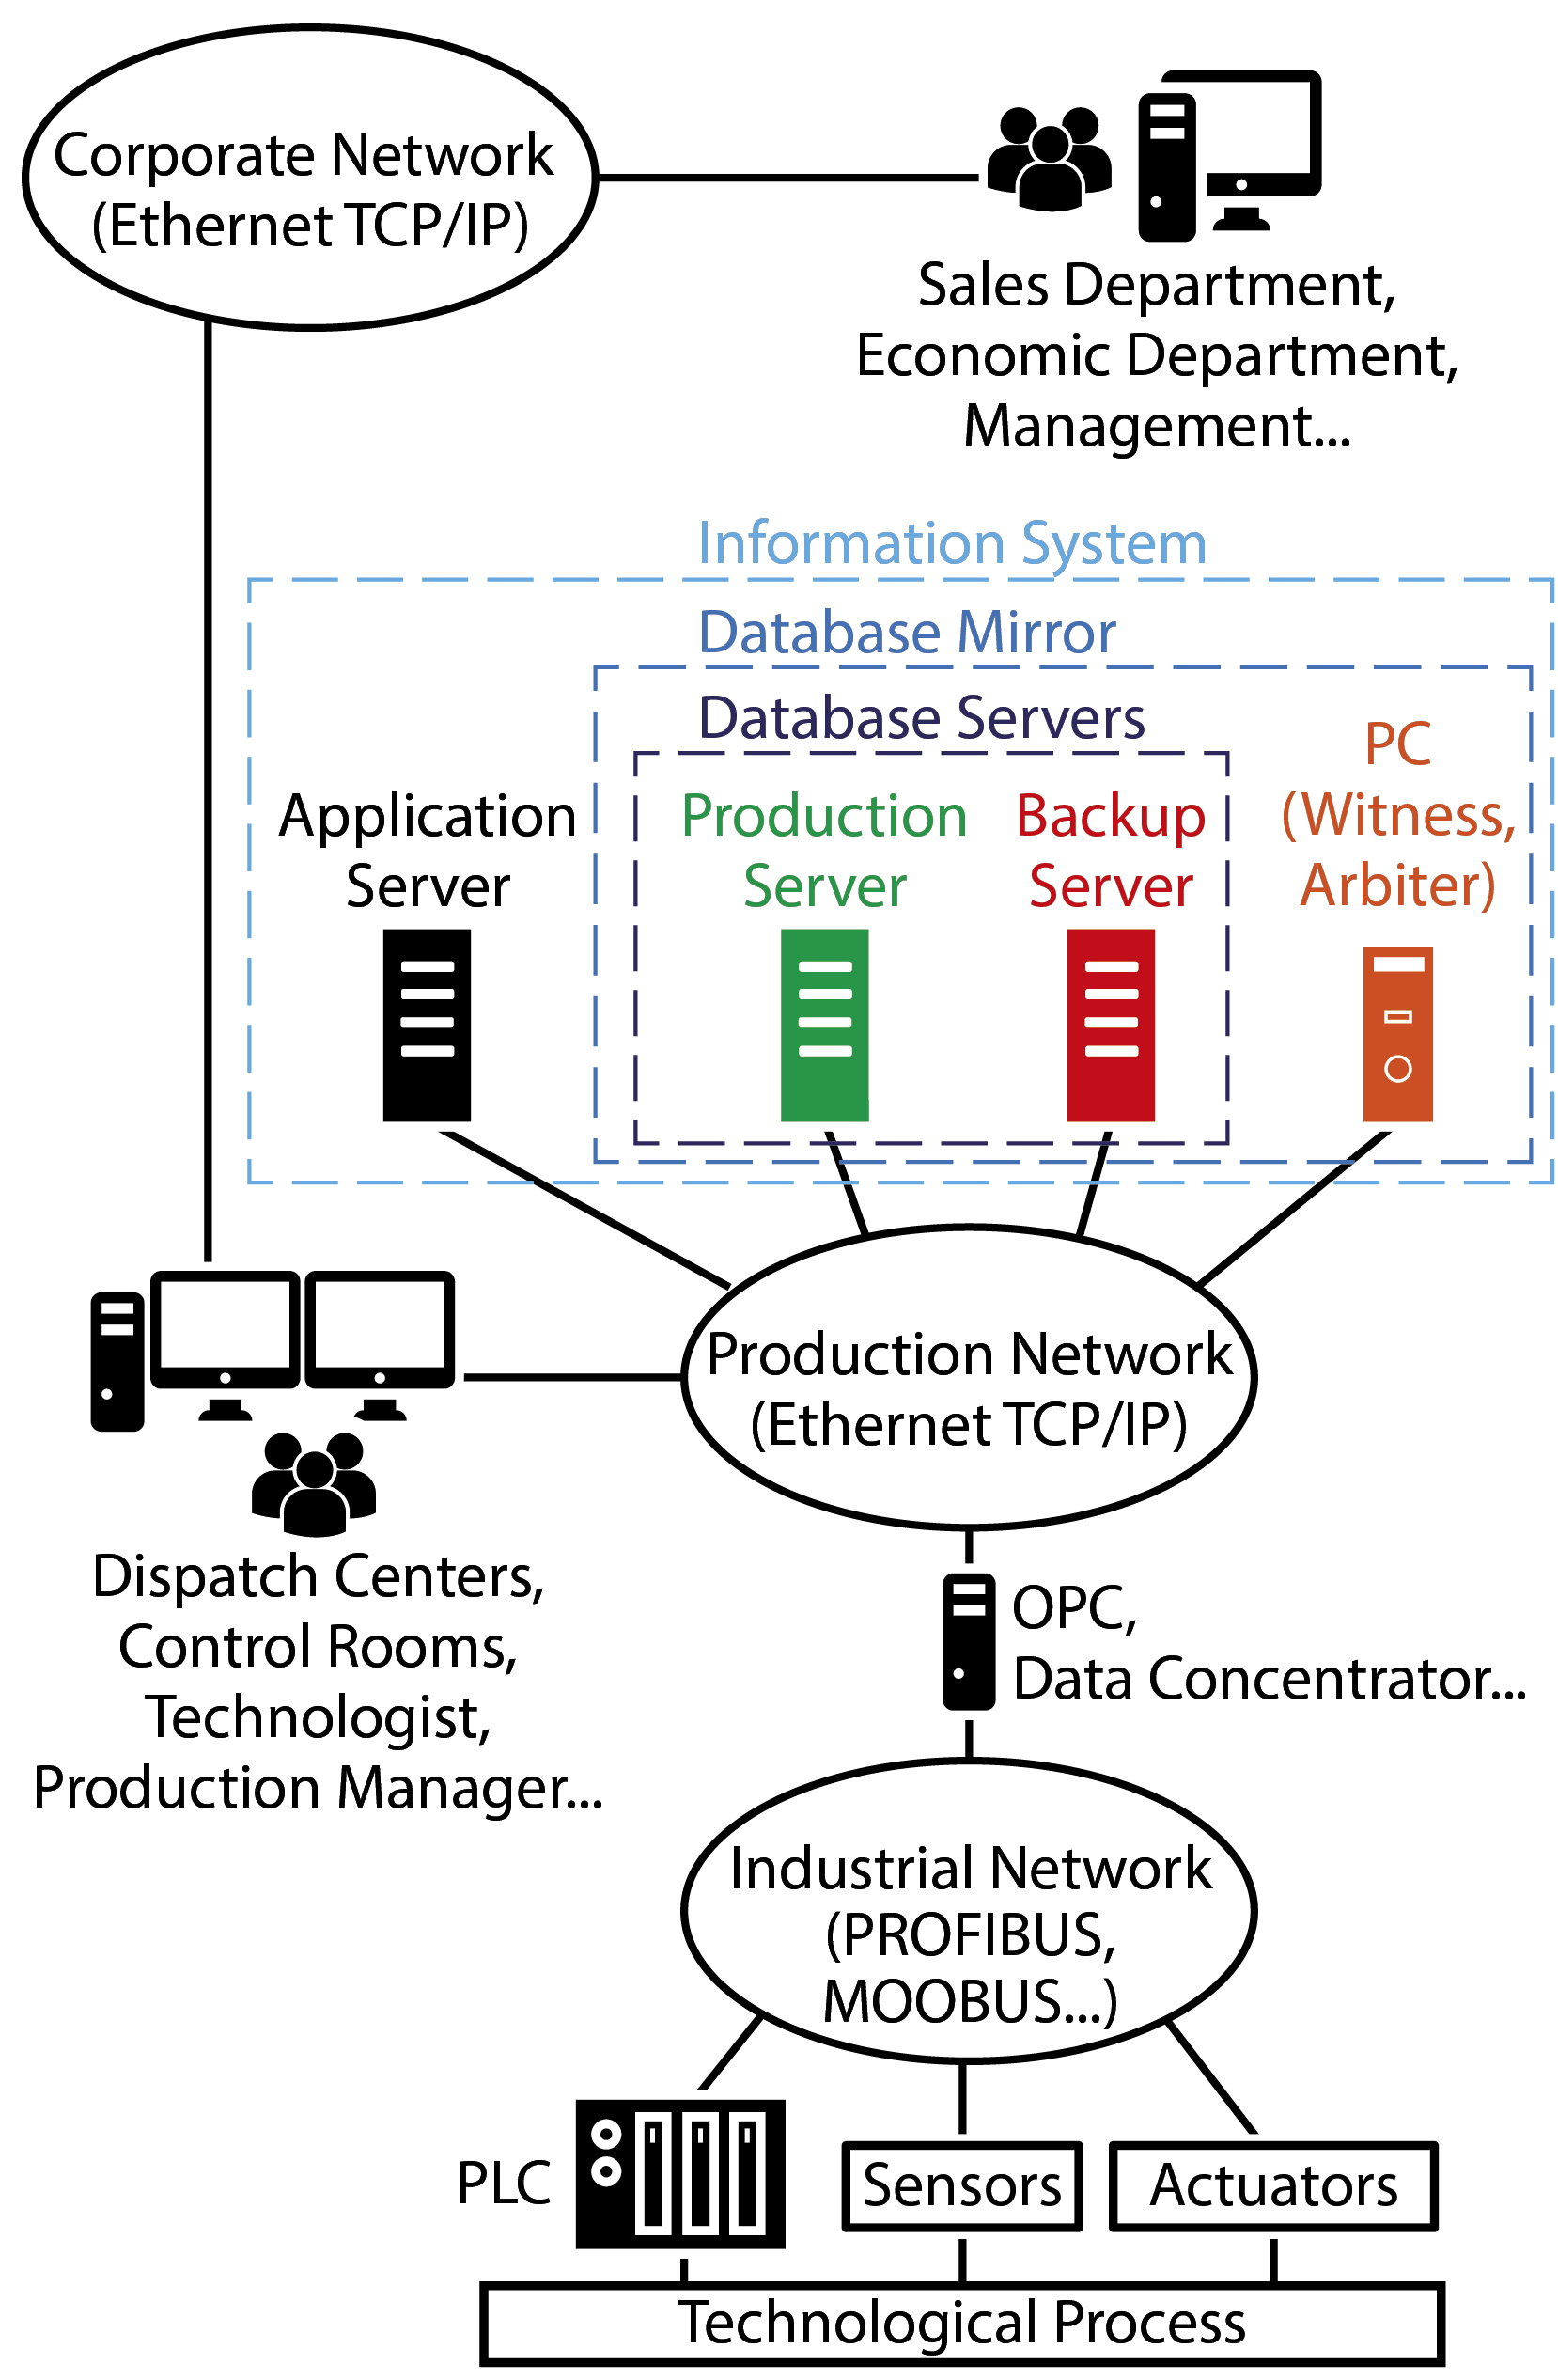 Corporate Network
(Ethernet TCP/IP)
Sales Department,
Economic Department,
Management...
Information System
Database Mirror
Database Servers
Application
Server
Production
Server
Backup
Server
PC
(Witness,
Arbiter)
Production Network
(Ethernet TCP/IP)
Dispatch Centers,
Control Rooms,
Technologist,
Production Manager...
OPC,
Data Concentrator...
Industrial Network
(PROFIBUS,
MOOBUS...)
PLC
Sensors
Actuators
Technological Process